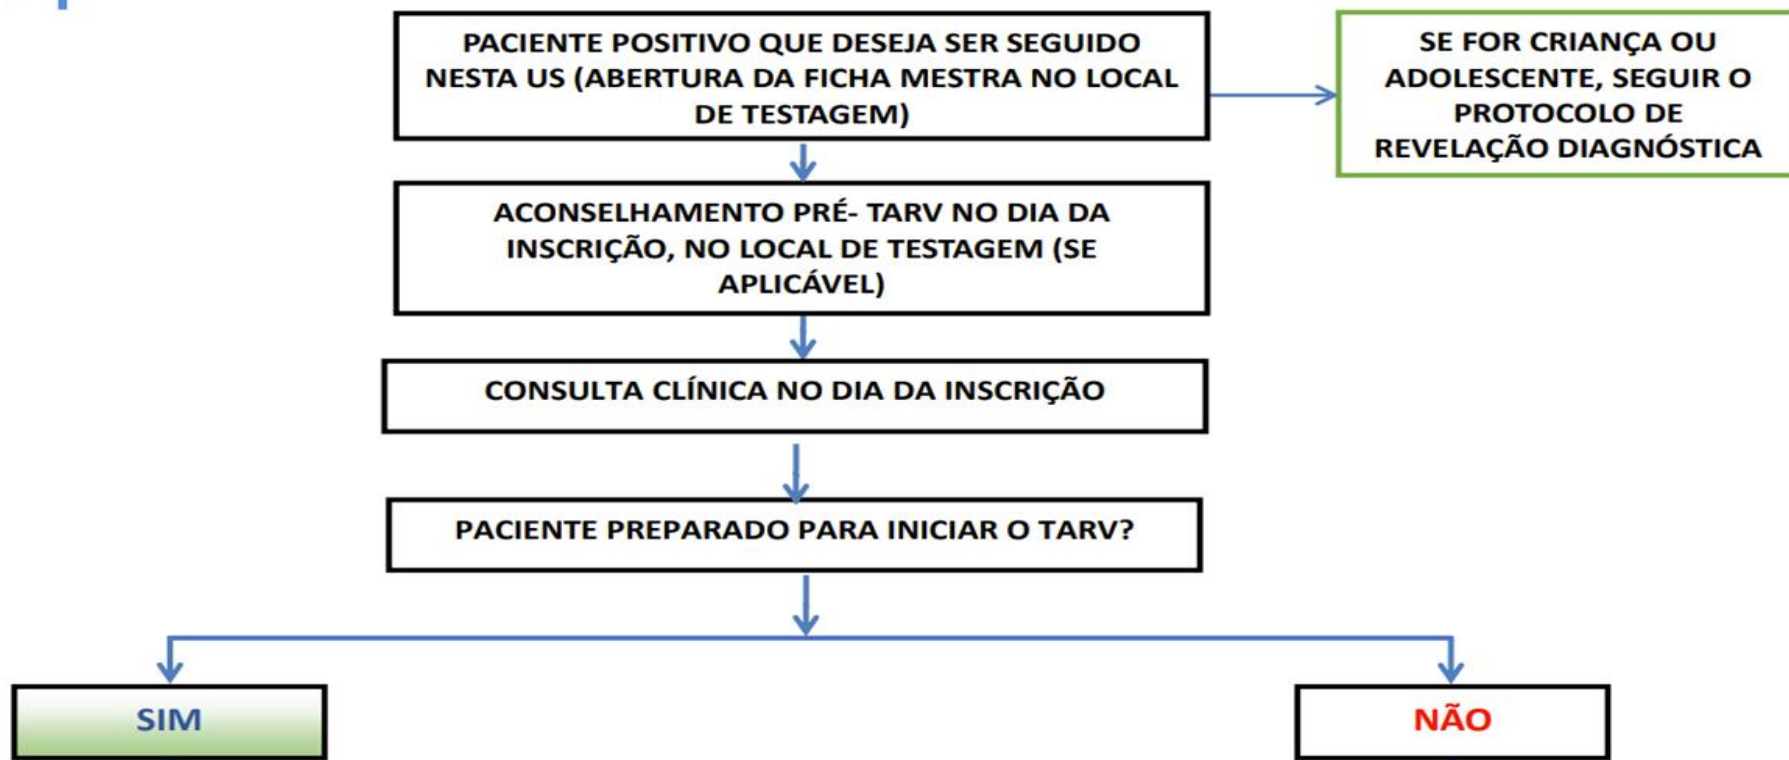 PACIENTE POSITIVO QUE DESEJA SER SEGUIDO
NESTA US (ABERTURA DA FICHA MESTRA NO LOCAL
DE TESTAGEM)
SE FOR CRIANÇA OU
ADOLESCENTE, SEGUIR O
PROTOCOLO DE
REVELAÇÃO DIAGNÓSTICA
ACONSELHAMENTO PRÉ- TARV NO DIA DA
INSCRIÇÃO, NO LOCAL DE TESTAGEM (SE
APLICÁVEL)
CONSULTA CLÍNICA NO DIA DA INSCRIÇÃO
PACIENTE PREPARADO PARA INICIAR O TARV?
SIM
NÃO